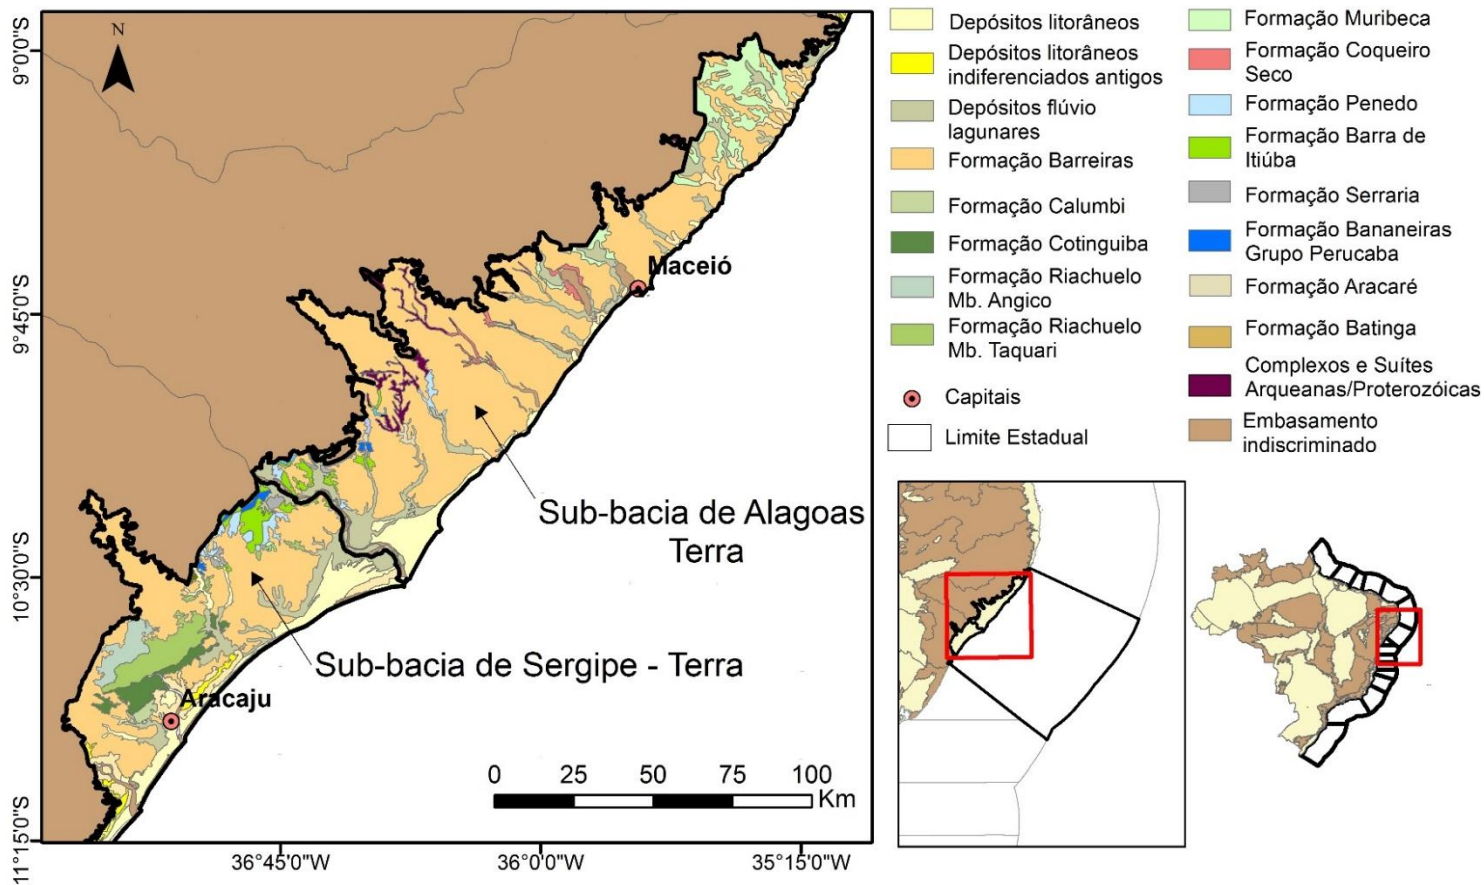 N
9°0'0"S
9°45'0"S
10°30'0"S
11°15'0"S
36°45'0"W
36°0'0"W
35°15'0"W
Maceió
Sub-bacia de Alagoas
Terra
Sub-bacia de Sergipe - Terra
Aracaju
0 25 50 75 100
Km
Depósitos litorâneos
Depósitos litorâneos
indiferenciados antigos
Depósitos flúvio
lagunares
Formação Barreiras
Formação Calumbi
Formação Cotinguiba
Formação Riachuelo
Mb. Angico
Formação Riachuelo
Mb. Taquari
Capitais
Limite Estadual
Formação Muribeca
Formação Coqueiro
Seco
Formação Penedo
Formação Barra de
Itiúba
Formação Serraria
Formação Bananeiras
Grupo Perucaba
Formação Aracaré
Formação Batinga
Complexos e Suítes
Arqueanas/Proterozóicas
Embasamento
indiscriminado